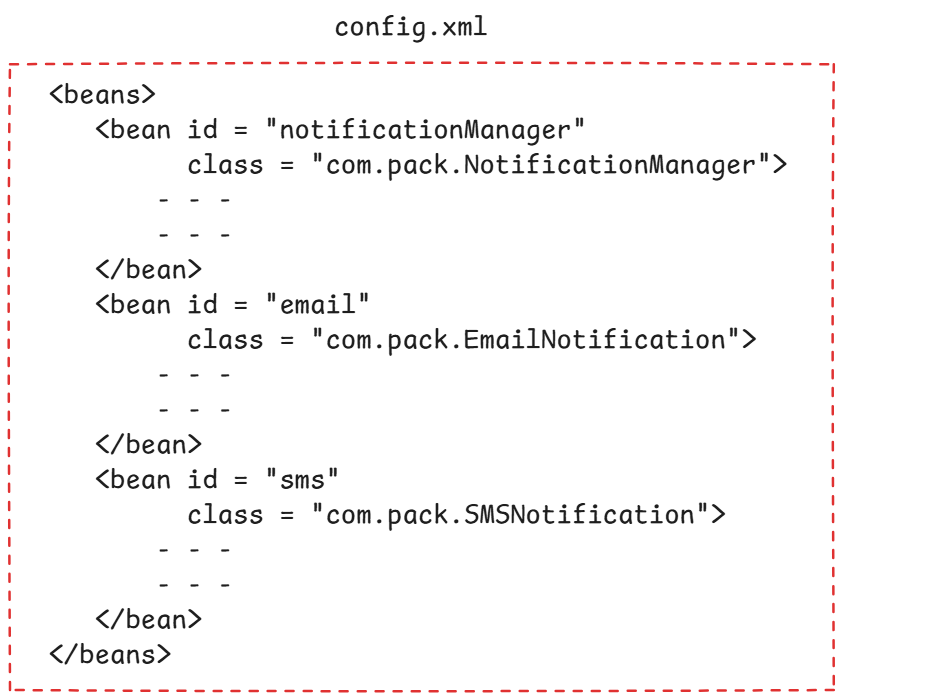 config.xml
<beans>
<bean id = "notificationManager"
class = "com.pack.NotificationManager">
- - -
- - -
</bean>
<bean id = "email"
class = "com.pack.EmailNotification">
- - -
- - -
</bean>
<bean id = "sms"
class = "com.pack.SMSNotification">
- - -
- - -
</bean>
</beans>